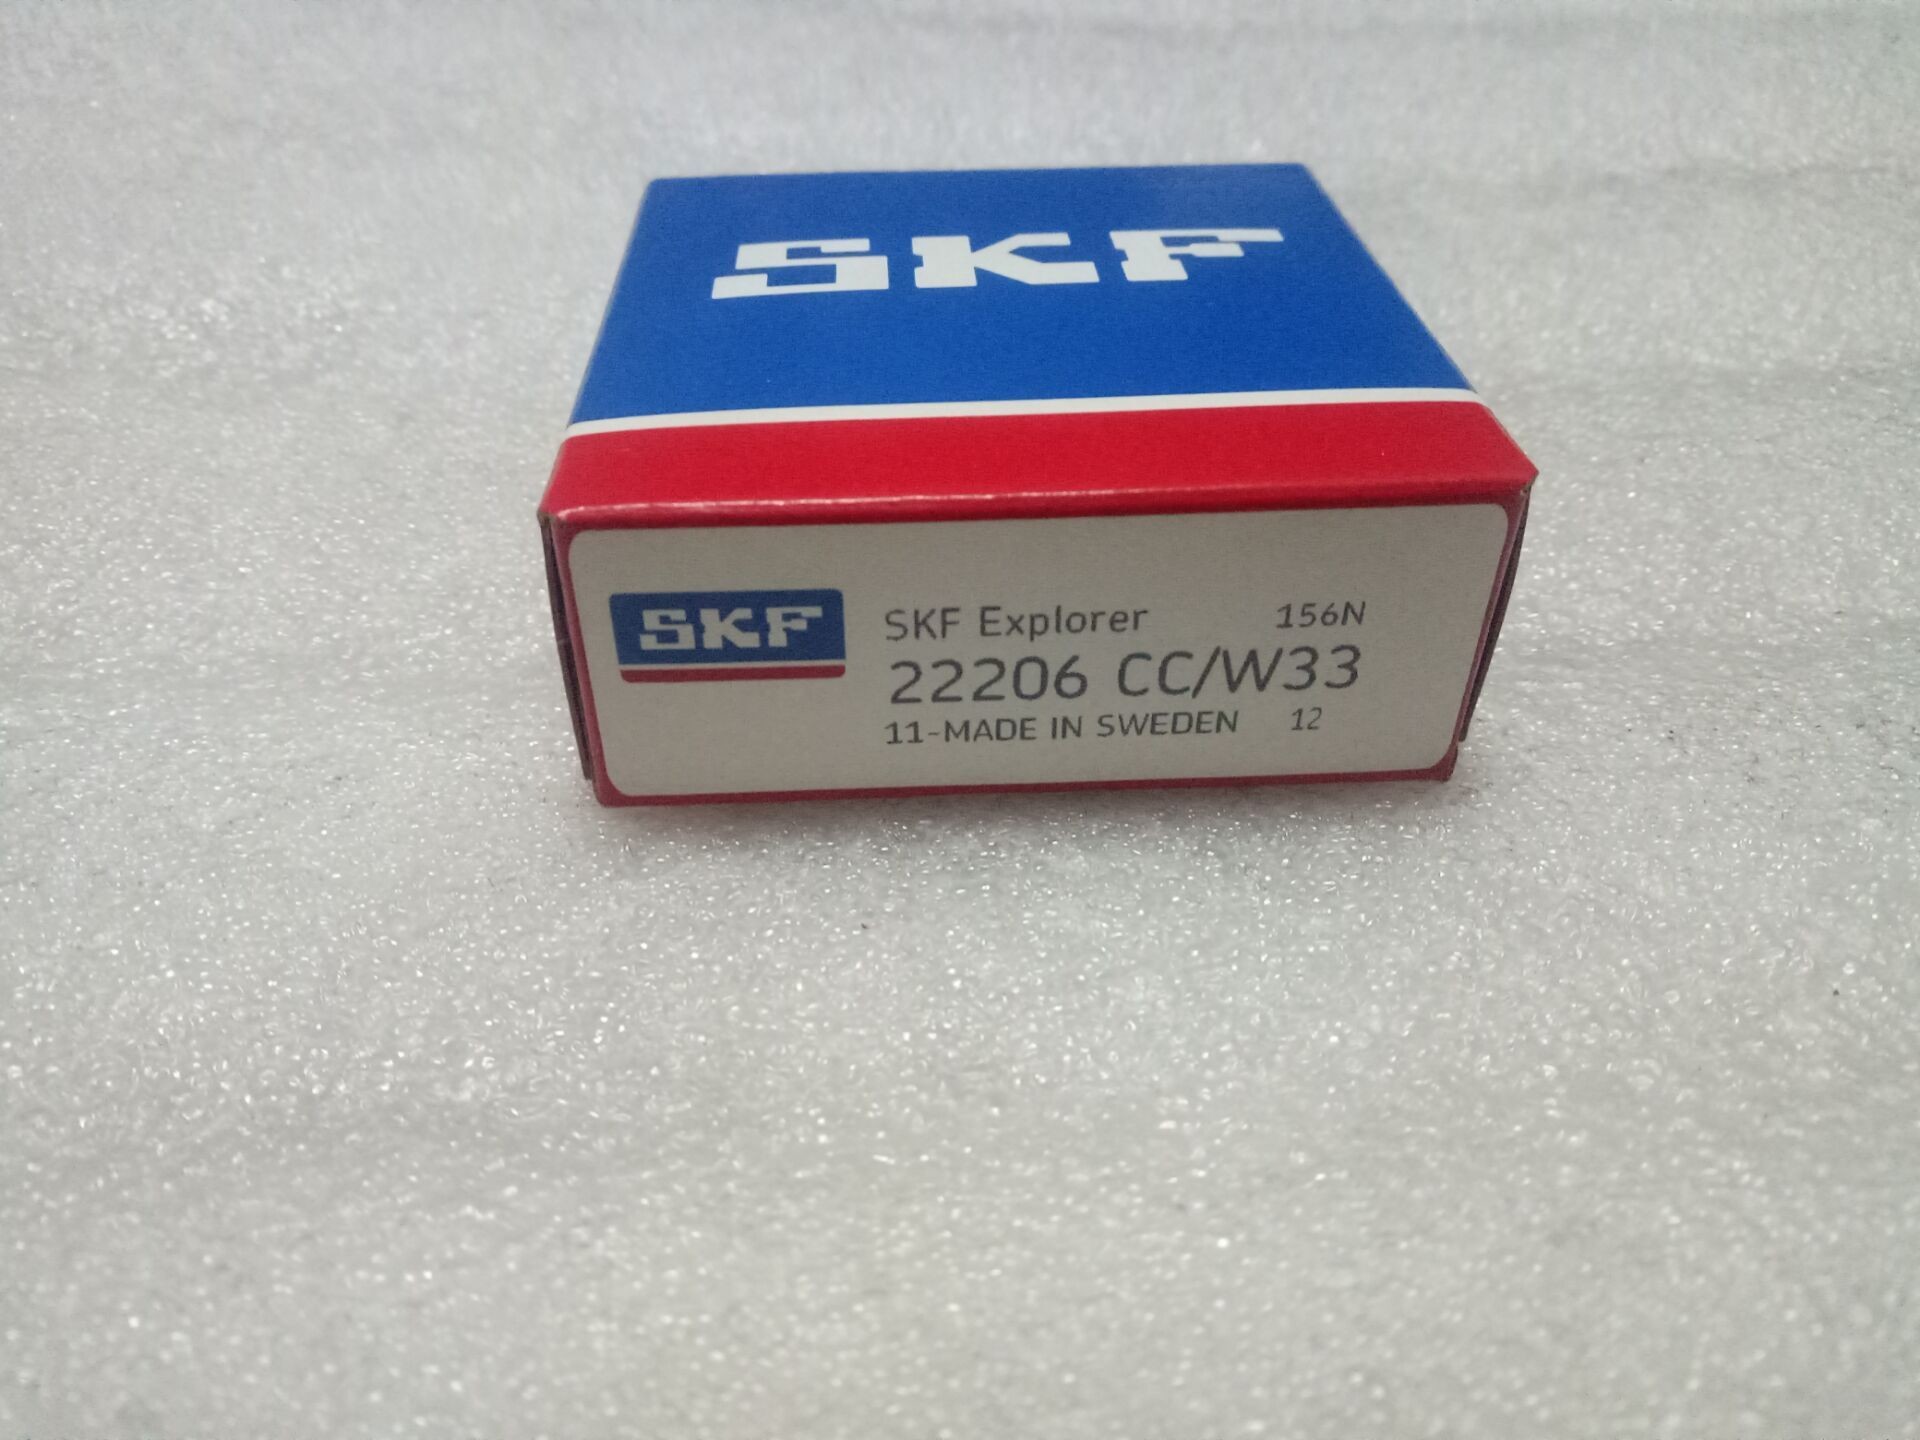 SKF
SKF
SKF Explorer 156N
22206 CC/W33
11-MADE IN SWEDEN 12